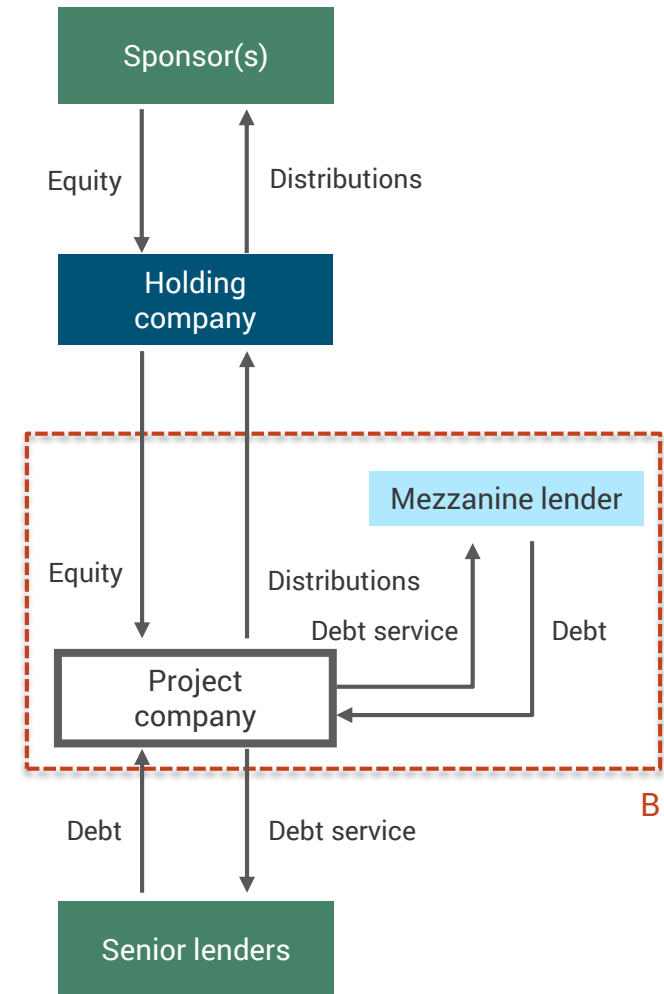 Sponsor(s)
Equity
Distributions
Holding
company
Mezzanine lender
Equity
Distributions
Debt service
Debt
Project
company
B
Debt
Debt service
Senior lenders